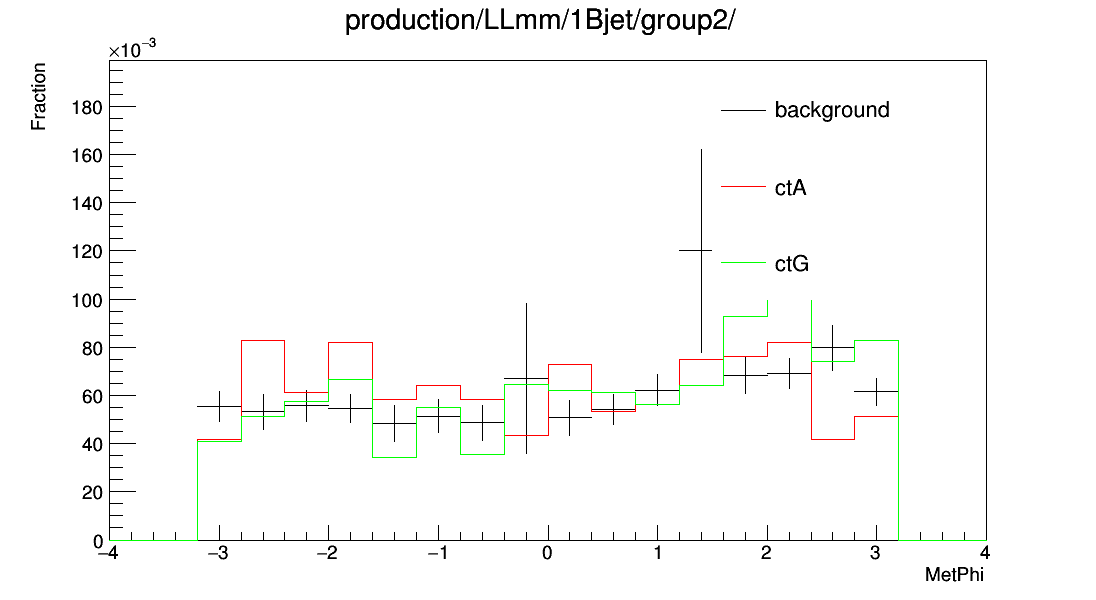 production/LLmm/1Bjet/group2/
×10⁻³
Fraction
180
160
140
120
100
80
60
40
20
0
background
ctA
ctG
−4 −3 −2 −1 0 1 2 3 4
MetPhi